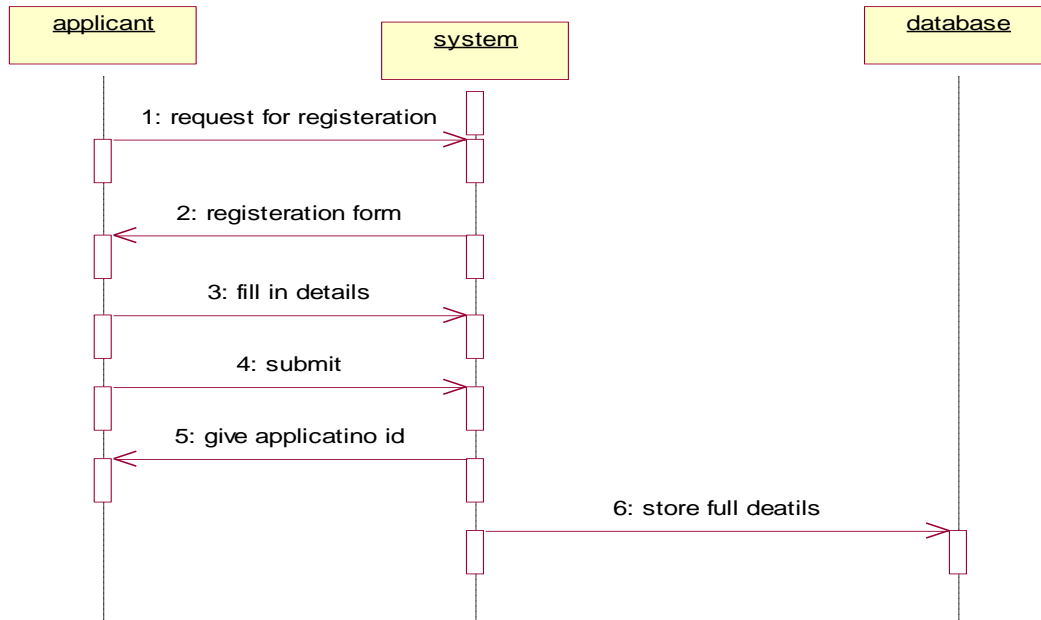 applicant
system
database
1: request for registeration
2: registeration form
3: fill in details
4: submit
5: give applicatino id
6: store full deatils